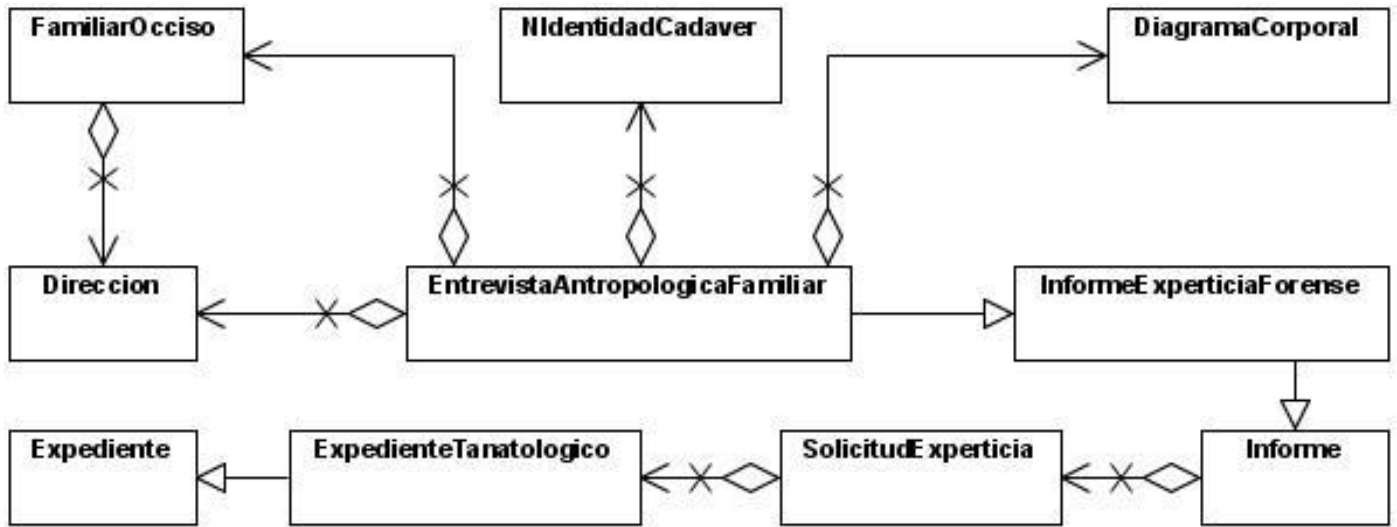 FamiliarOcciso
NIdentidadCadaver
DiagramaCorporal
Direccion
EntrevistaAntropologicaFamiliar
InformeExperticiaForense
Expediente
ExpedienteTanatologico
SolicitudExperticia
Informe